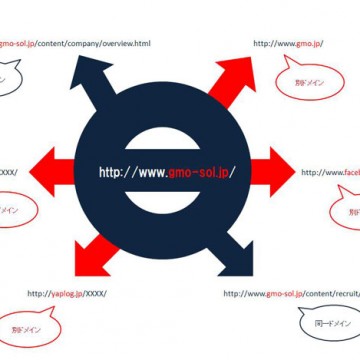 gmo-sol.jp/content/company/overview.html
http://www.gmo.jp/
イン
別ドメイン
http://www.gmo-sol.jp/
XXXX/
http://www.faceb
イン
別ド
http://yaplog.jp/XXXX/
http://www.gmo-sol.jp/content/recruit/
別ドメイン
同一ドメイン